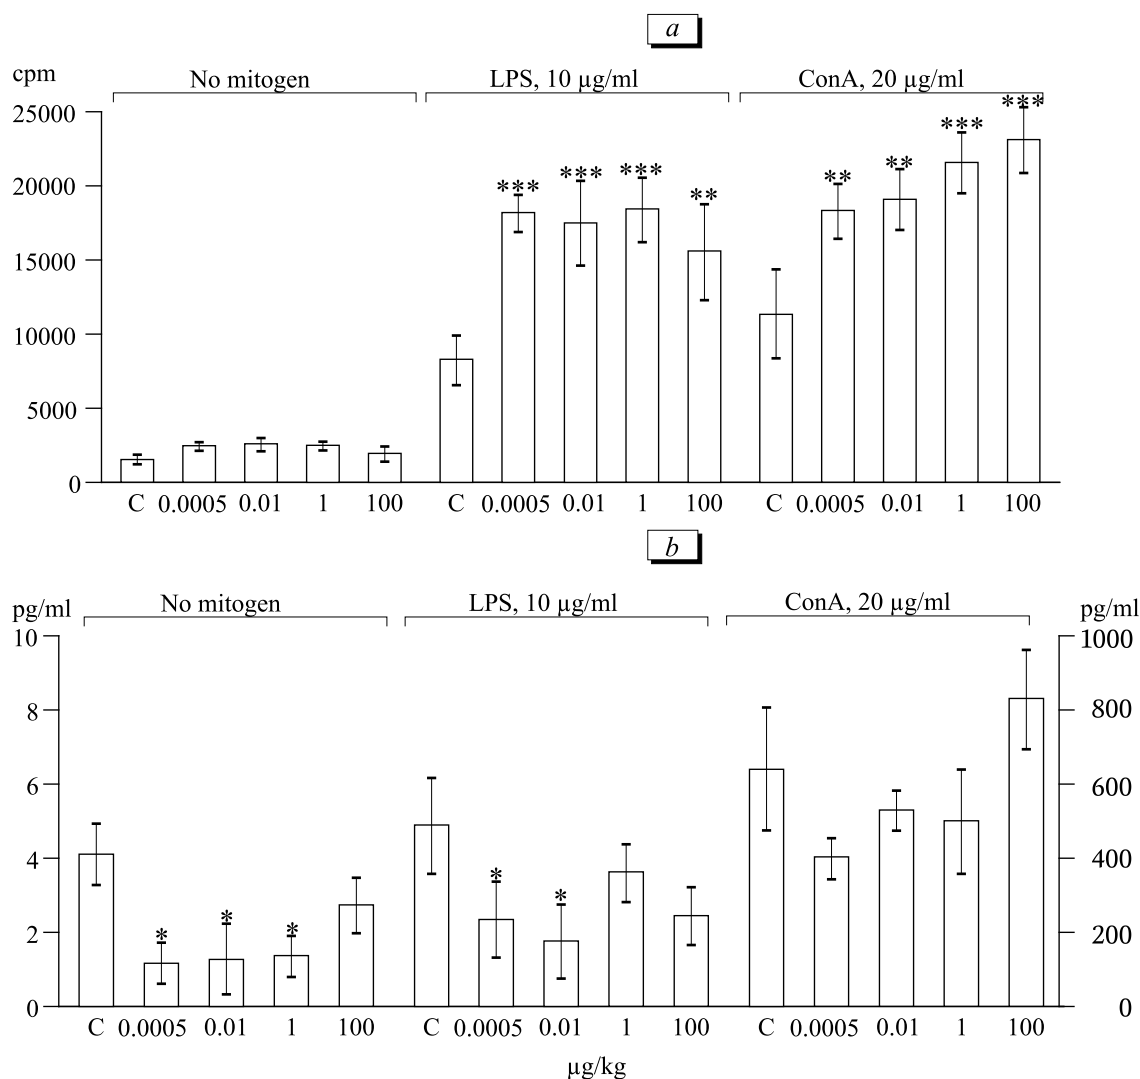 a
cpm
No mitogen LPS, 10 µg/ml ConA, 20 µg/ml
25000
20000
15000
10000
5000
0
*** *** *** ** ** ** *** ***
C 0.0005 0.01 1 100 C 0.0005 0.01 1 100 C 0.0005 0.01 1 100
b
pg/ml No mitogen LPS, 10 µg/ml ConA, 20 µg/ml pg/ml
10 1000
8 800
6 600
4 400
2 200
0 0
* * * * *
C 0.0005 0.01 1 100 C 0.0005 0.01 1 100 C 0.0005 0.01 1 100
µg/kg